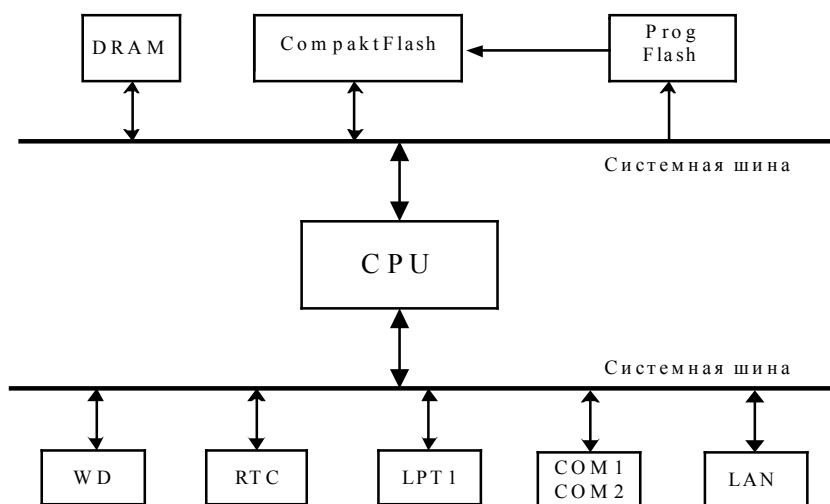 DRAM
CompaktFlash
Prog
Flash
Системная шина
CPU
Системная шина
WD
RTC
LPT1
COM1
COM2
LAN